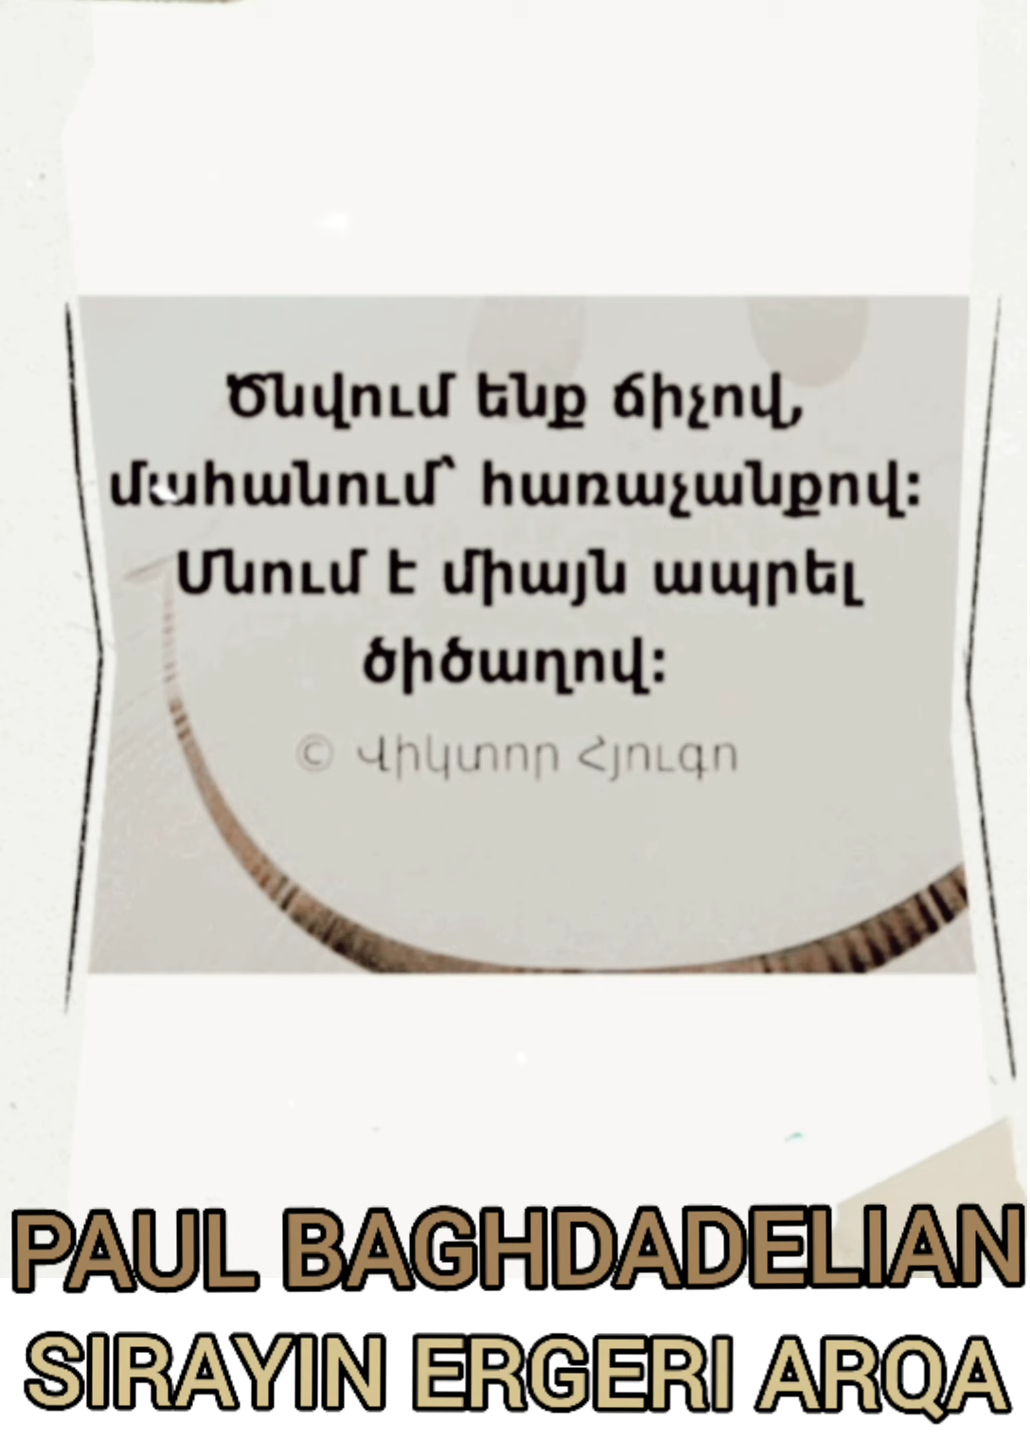 Ծնվում ենք ճիչով,
մահանում՝ հառաչանքով:
Մնում է միայն ապրել
ծիծաղով:
© Վիկտոր Հյուգո
PAUL BAGHDADELIAN
SIRAYIN ERGERI ARQA